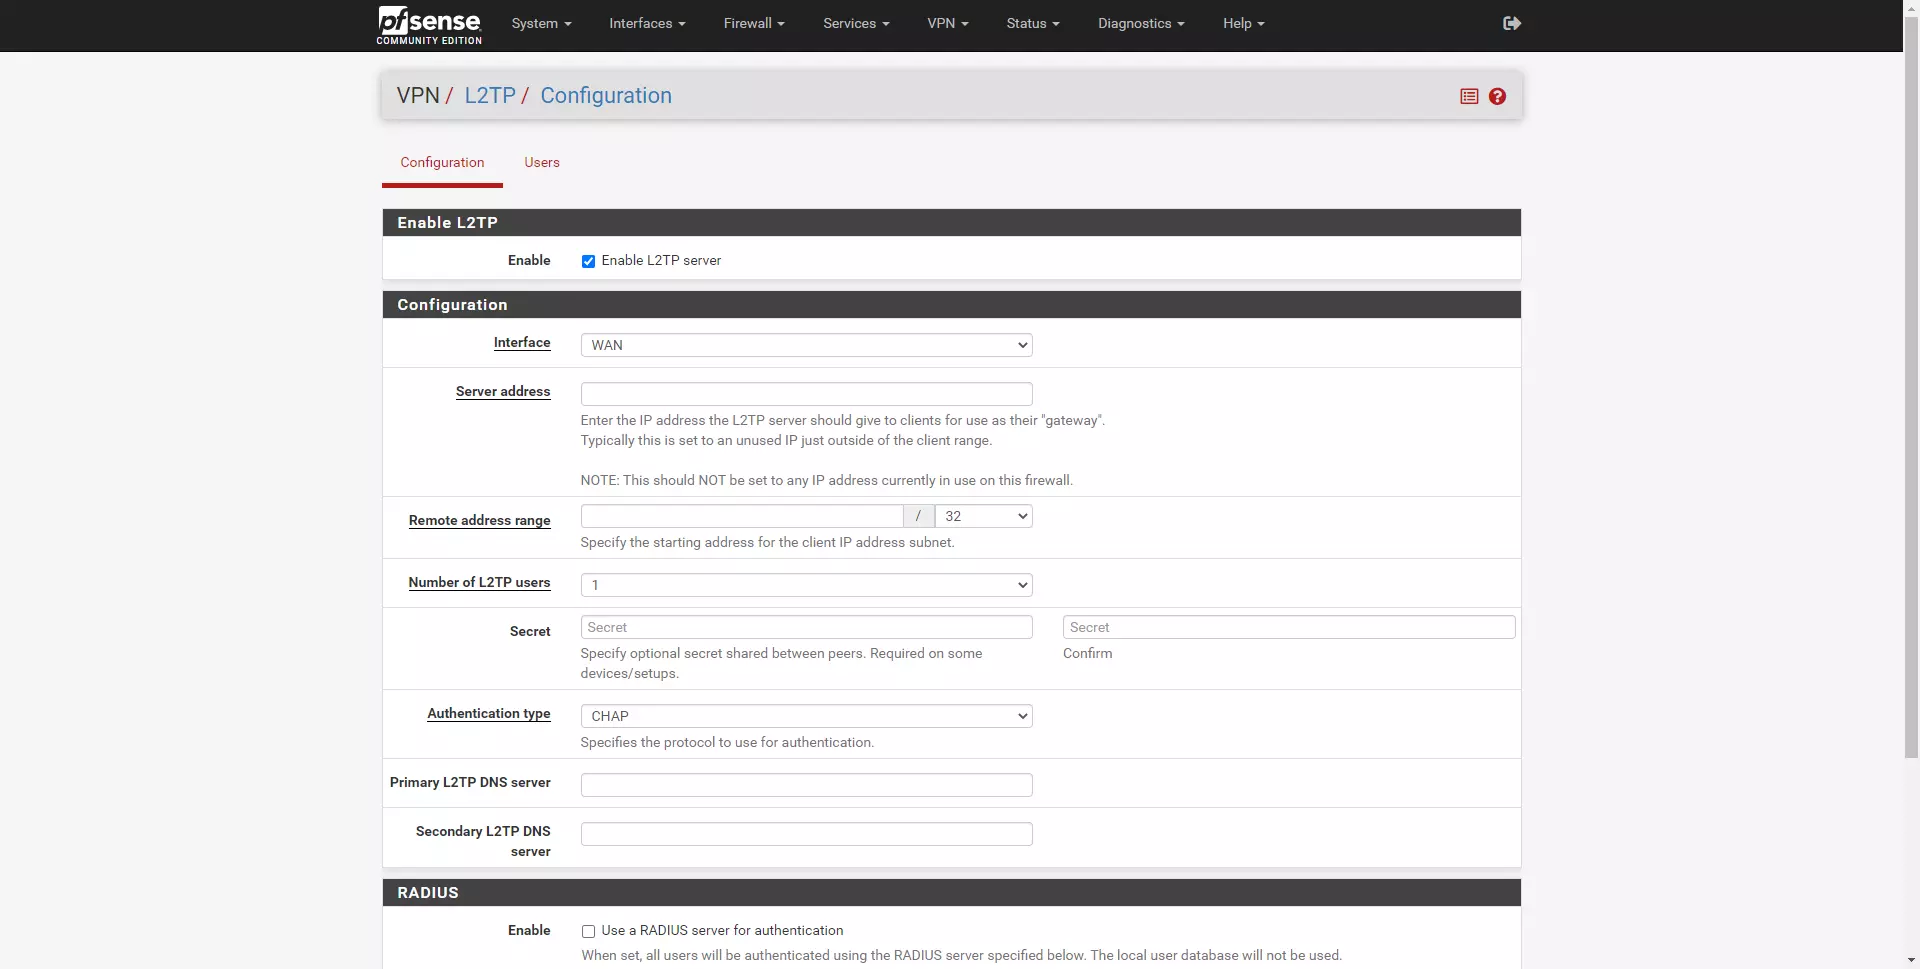 pfsense
COMMUNITY EDITION
System
Interfaces
Firewall
Services
VPN
Status
Diagnostics
Help
VPN / L2TP / Configuration
Configuration
Users
Enable L2TP
Enable
Enable L2TP server
Configuration
Interface
WAN
Server address
Enter the IP address the L2TP server should give to clients for use as their "gateway".
Typically this is set to an unused IP just outside of the client range.
NOTE: This should NOT be set to any IP address currently in use on this firewall.
Remote address range
/
32
Specify the starting address for the client IP address subnet.
Number of L2TP users
1
Secret
Secret
Secret
Specify optional secret shared between peers. Required on some
devices/setups.
Confirm
Authentication type
CHAP
Specifies the protocol to use for authentication.
Primary L2TP DNS server
Secondary L2TP DNS
server
RADIUS
Enable
Use a RADIUS server for authentication
When set, all users will be authenticated using the RADIUS server specified below. The local user database will not be used.